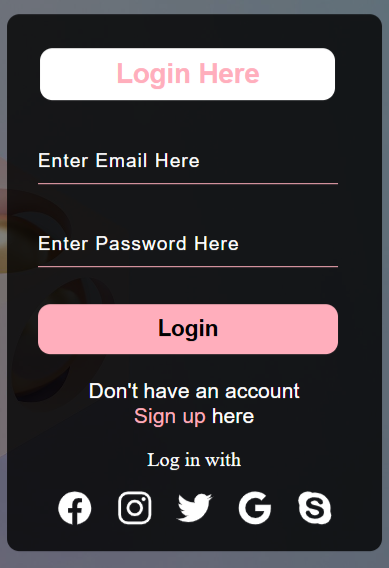 Login Here
Enter Email Here
Enter Password Here
Login
Don't have an account
Sign up here
Log in with